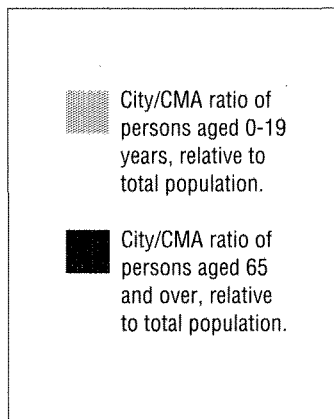 City/CMA ratio of
persons aged 0-19
years, relative to
total population.
City/CMA ratio of
persons aged 65
and over, relative
to total population.